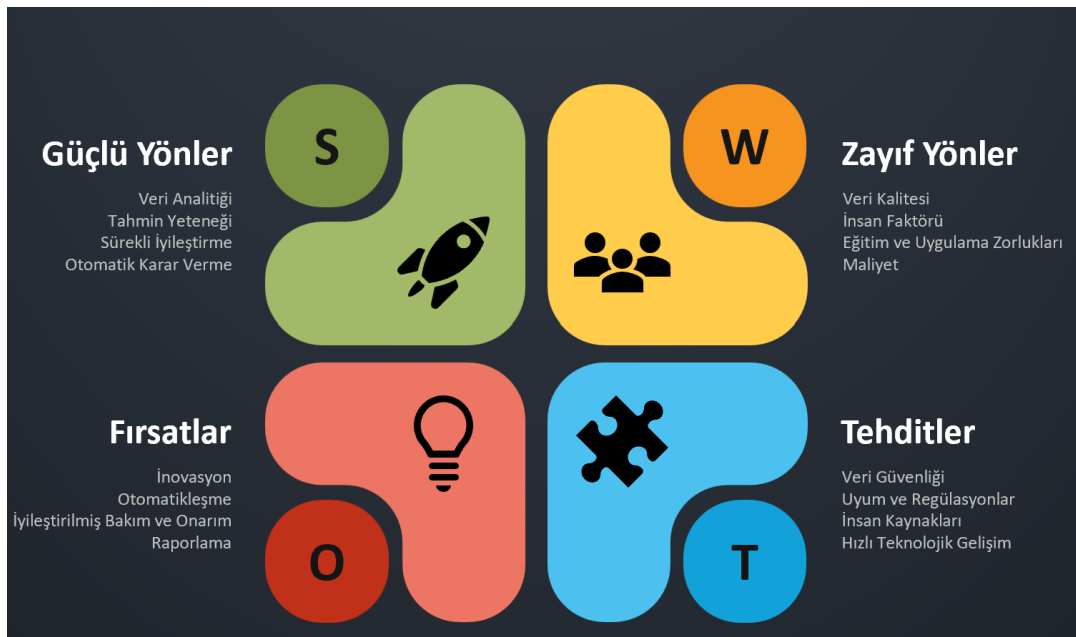 Güçlü Yönler
Veri Analitiği
Tahmin Yeteneği
Sürekli İyileştirme
Otomatik Karar Verme
S
W
Zayıf Yönler
Veri Kalitesi
İnsan Faktörü
Eğitim ve Uygulama Zorlukları
Maliyet
Fırsatlar
İnovasyon
Otomatikleşme
İyileştirilmiş Bakım ve Onarım
Raporlama
O
T
Tehditler
Veri Güvenliği
Uyum ve Regülasyonlar
İnsan Kaynakları
Hızlı Teknolojik Gelişim